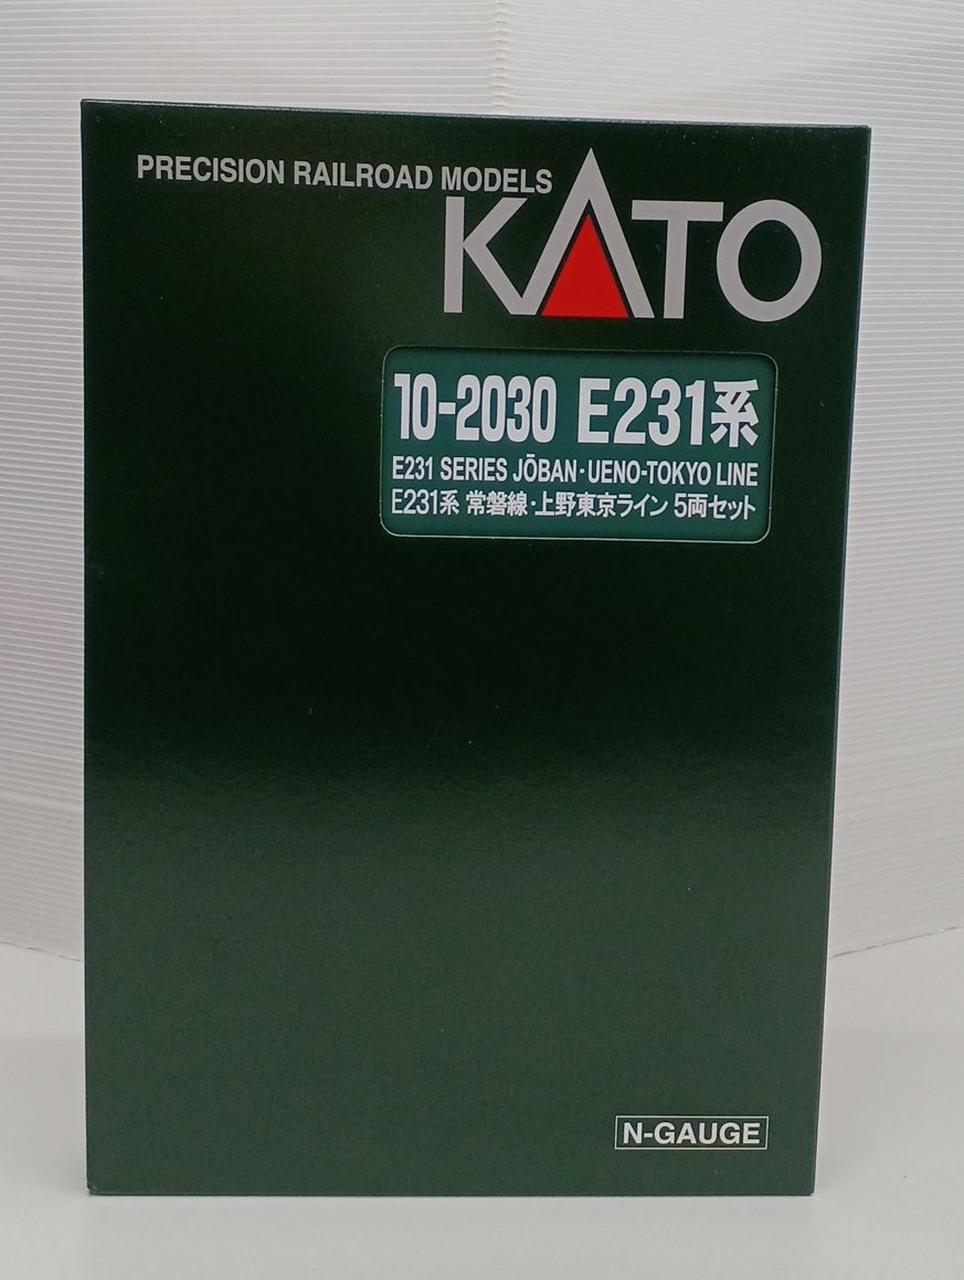 PRECISION RAILROAD MODELS
KATO
10-2030 E231系
E231 SERIES JŌBAN・UENO-TOKYO LINE
E231系 常磐線・上野東京ライン 5両セット
N-GAUGE